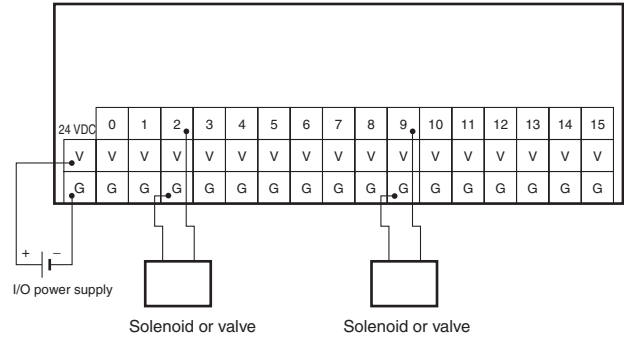 24 VDC 0 1 2 3 4 5 6 7 8 9 10 11 12 13 14 15
V V V V V V V V V V V V V V V V V
G G G G G G G G G G G G G G G G G
+ –
I/O power supply
Solenoid or valve Solenoid or valve